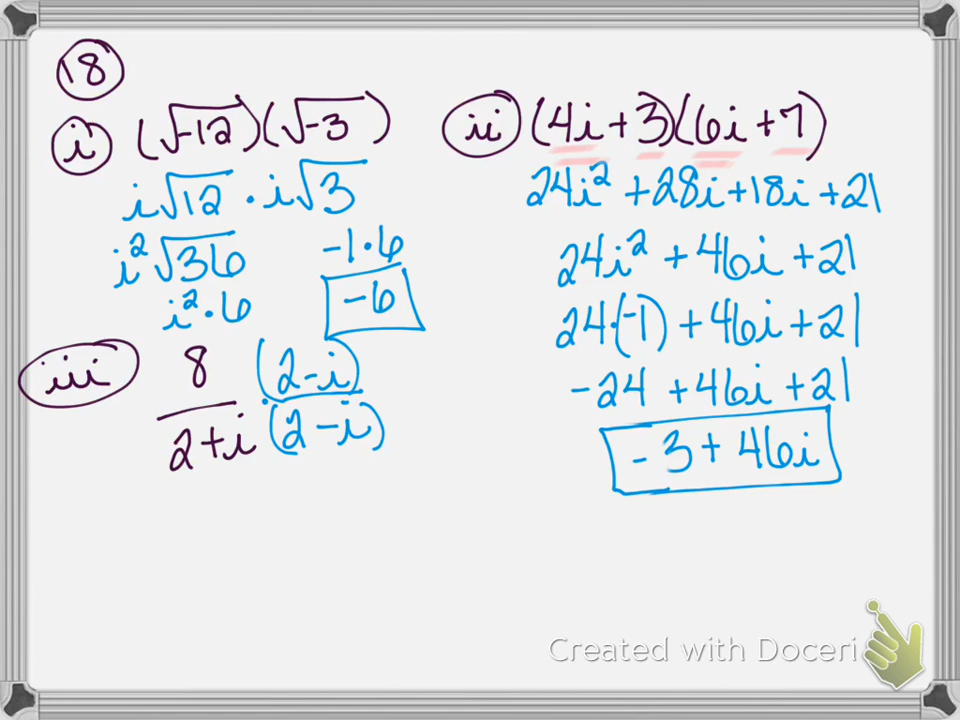 18
i (√-12)(√-3)
i√12 · i√3
i²√36 -1·6
i²·6 -6
ii (4i+3)(6i+7)
24i² +28i+18i +21
24i² + 46i +21
24·(-1) + 46i +21
-24 +46i +21
-3+ 46i
iii 8 (2-i)
2+i (2-i)
Created with Doceri